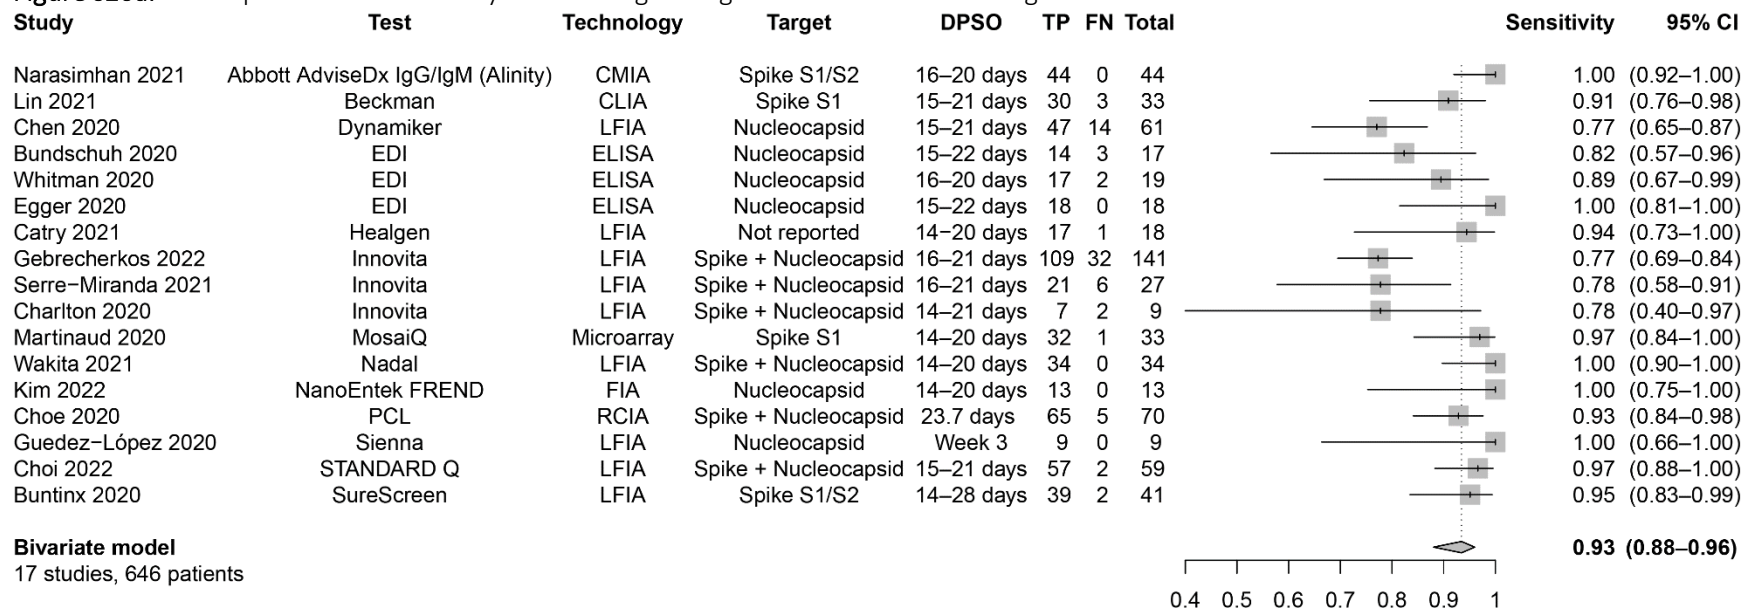 Study Test Technology Target DPSO TP FN Total Sensitivity 95% CI
Narasimhan 2021 Abbott AdviseDx IgG/IgM (Alinity) CMIA Spike S1/S2 16–20 days 44 0 44 1.00 (0.92–1.00)
Lin 2021 Beckman CLIA Spike S1 15–21 days 30 3 33 0.91 (0.76–0.98)
Chen 2020 Dynamiker LFIA Nucleocapsid 15–21 days 47 14 61 0.77 (0.65–0.87)
Bundschuh 2020 EDI ELISA Nucleocapsid 15–22 days 14 3 17 0.82 (0.57–0.96)
Whitman 2020 EDI ELISA Nucleocapsid 16–20 days 17 2 19 0.89 (0.67–0.99)
Egger 2020 EDI ELISA Nucleocapsid 15–22 days 18 0 18 1.00 (0.81–1.00)
Catry 2021 Healgen LFIA Not reported 14–20 days 17 1 18 0.94 (0.73–1.00)
Gebrecherkos 2022 Innovita LFIA Spike + Nucleocapsid 16–21 days 109 32 141 0.77 (0.69–0.84)
Serre−Miranda 2021 Innovita LFIA Spike + Nucleocapsid 16–21 days 21 6 27 0.78 (0.58–0.91)
Charlton 2020 Innovita LFIA Spike + Nucleocapsid 14–21 days 7 2 9 0.78 (0.40–0.97)
Martinaud 2020 MosaiQ Microarray Spike S1 14–20 days 32 1 33 0.97 (0.84–1.00)
Wakita 2021 Nadal LFIA Spike + Nucleocapsid 14–20 days 34 0 34 1.00 (0.90–1.00)
Kim 2022 NanoEntek FREND FIA Nucleocapsid 14–20 days 13 0 13 1.00 (0.75–1.00)
Choe 2020 PCL RCIA Spike + Nucleocapsid 23.7 days 65 5 70 0.93 (0.84–0.98)
Guedez−López 2020 Sienna LFIA Nucleocapsid Week 3 9 0 9 1.00 (0.66–1.00)
Choi 2022 STANDARD Q LFIA Spike + Nucleocapsid 15–21 days 57 2 59 0.97 (0.88–1.00)
Buntinx 2020 SureScreen LFIA Spike S1/S2 14–28 days 39 2 41 0.95 (0.83–0.99)
Bivariate model 0.93 (0.88–0.96)
17 studies, 646 patients
0.4 0.5 0.6 0.7 0.8 0.9 1